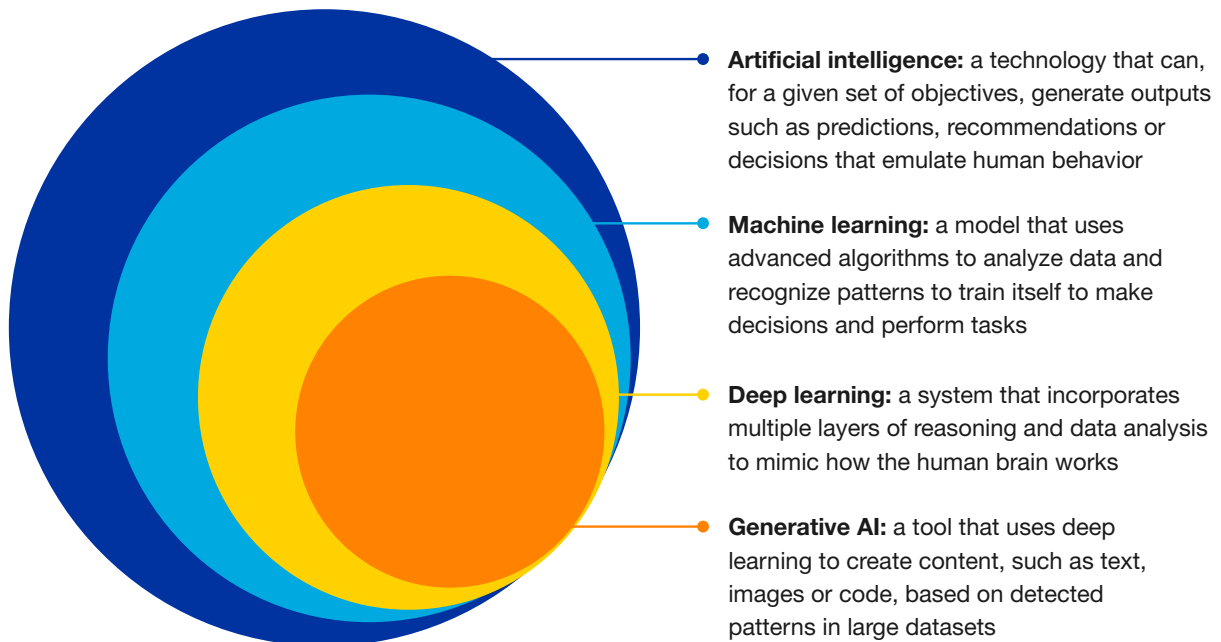 Artificial intelligence: a technology that can,
for a given set of objectives, generate outputs
such as predictions, recommendations or
decisions that emulate human behavior
Machine learning: a model that uses
advanced algorithms to analyze data and
recognize patterns to train itself to make
decisions and perform tasks
Deep learning: a system that incorporates
multiple layers of reasoning and data analysis
to mimic how the human brain works
Generative AI: a tool that uses deep
learning to create content, such as text,
images or code, based on detected
patterns in large datasets